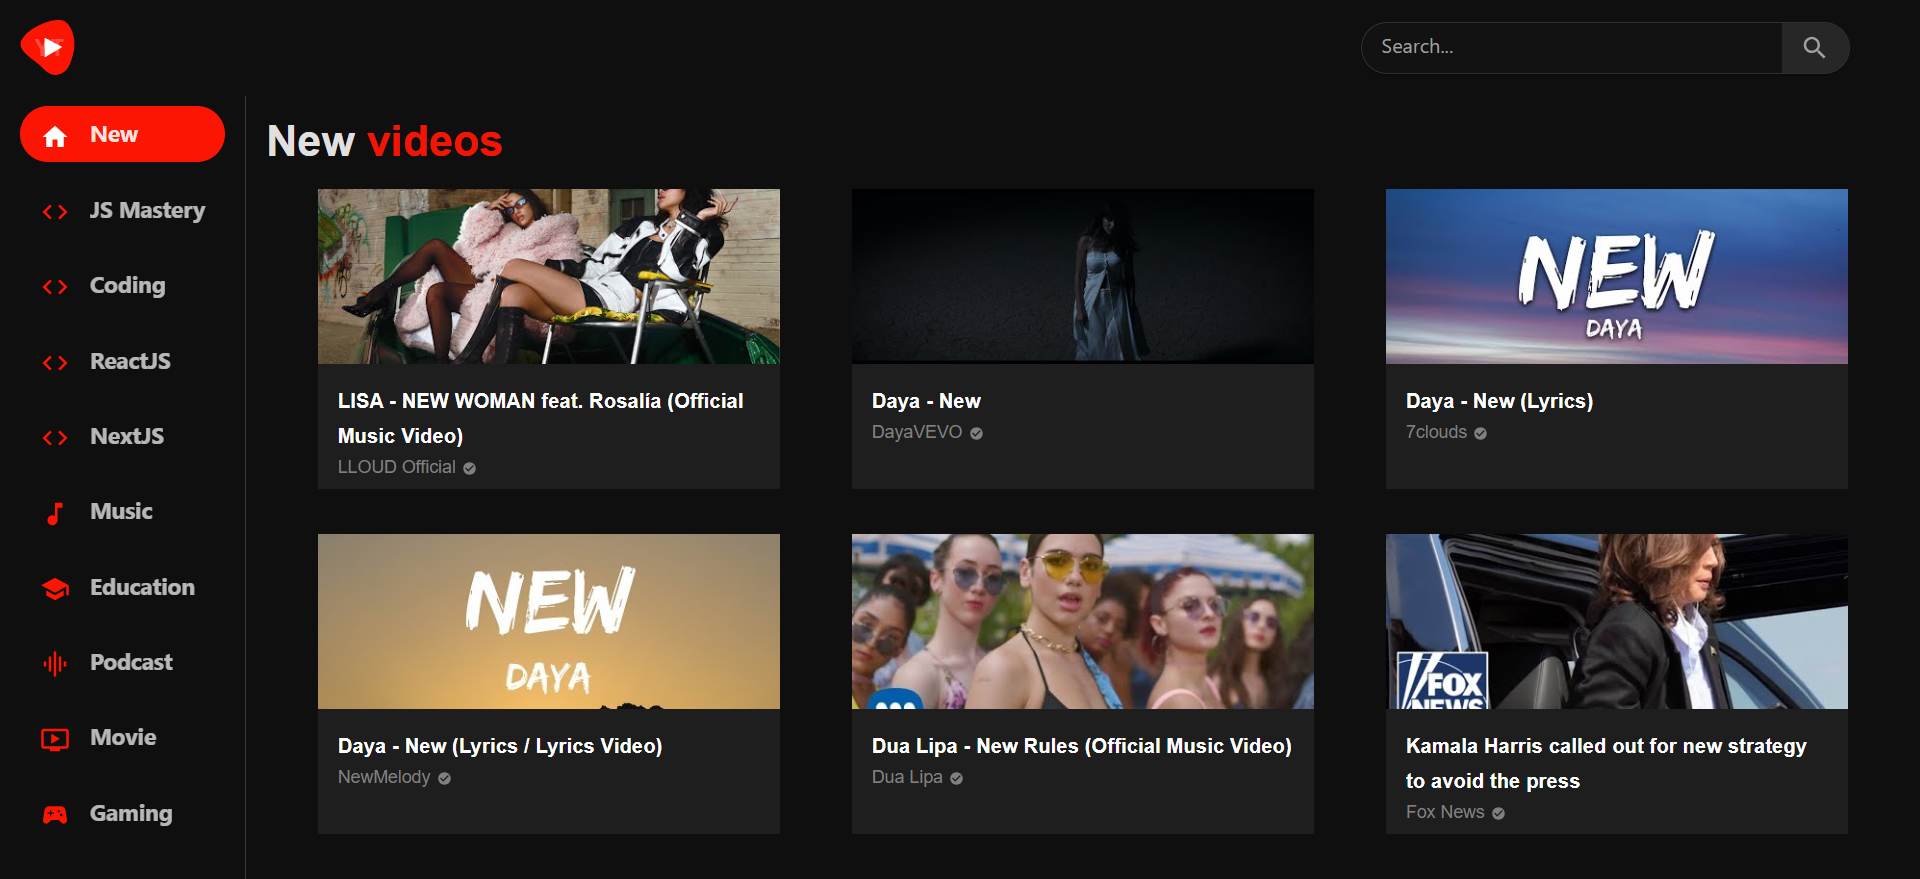 YT
Search...
New
JS Mastery
Coding
ReactJS
NextJS
Music
Education
Podcast
Movie
Gaming
New videos
LISA - NEW WOMAN feat. Rosalía (Official
Music Video)
LLOUD Official
Daya - New
DayaVEVO
NEW
DAYA
Daya - New (Lyrics)
7clouds
NEW
DAYA
Daya - New (Lyrics / Lyrics Video)
NewMelody
Dua Lipa - New Rules (Official Music Video)
Dua Lipa
FOX
NEWS
Kamala Harris called out for new strategy
to avoid the press
Fox News